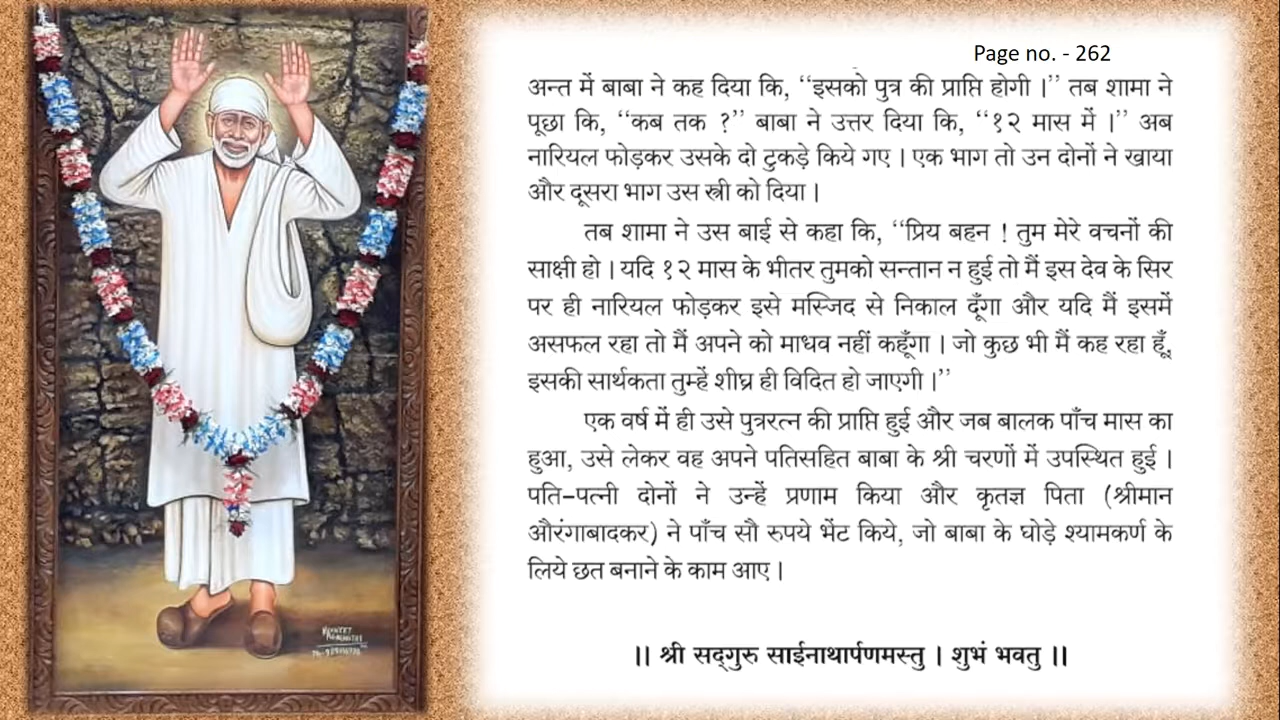 Page no. - 262
अन्त में बाबा ने कह दिया कि, ‘‘इसको पुत्र की प्राप्ति होगी ।’’ तब शामा ने
पूछा कि, ‘‘कब तक ?’’ बाबा ने उत्तर दिया कि, ‘‘१२ मास में ।’’ अब
नारियल फोड़कर उसके दो टुकड़े किये गए । एक भाग तो उन दोनों ने खाया
और दूसरा भाग उस स्त्री को दिया ।
तब शामा ने उस बाई से कहा कि, ‘‘प्रिय बहन ! तुम मेरे वचनों की
साक्षी हो । यदि १२ मास के भीतर तुमको सन्तान न हुई तो मैं इस देव के सिर
पर ही नारियल फोड़कर इसे मस्जिद से निकाल दूँगा और यदि मैं इसमें
असफल रहा तो मैं अपने को माधव नहीं कहूँगा । जो कुछ भी मैं कह रहा हूँ,
इसकी सार्थकता तुम्हें शीघ्र ही विदित हो जाएगी ।’’
एक वर्ष में ही उसे पुत्ररत्न की प्राप्ति हुई और जब बालक पाँच मास का
हुआ, उसे लेकर वह अपने पतिसहित बाबा के श्री चरणों में उपस्थित हुई ।
पति-पत्नी दोनों ने उन्हें प्रणाम किया और कृतज्ञ पिता (श्रीमान
औरंगाबादकर) ने पाँच सौ रुपये भेंट किये, जो बाबा के घोड़े श्यामकर्ण के
लिये छत बनाने के काम आए ।
।। श्री सद्‌गुरु साईनाथार्पणमस्तु । शुभं भवतु ।।